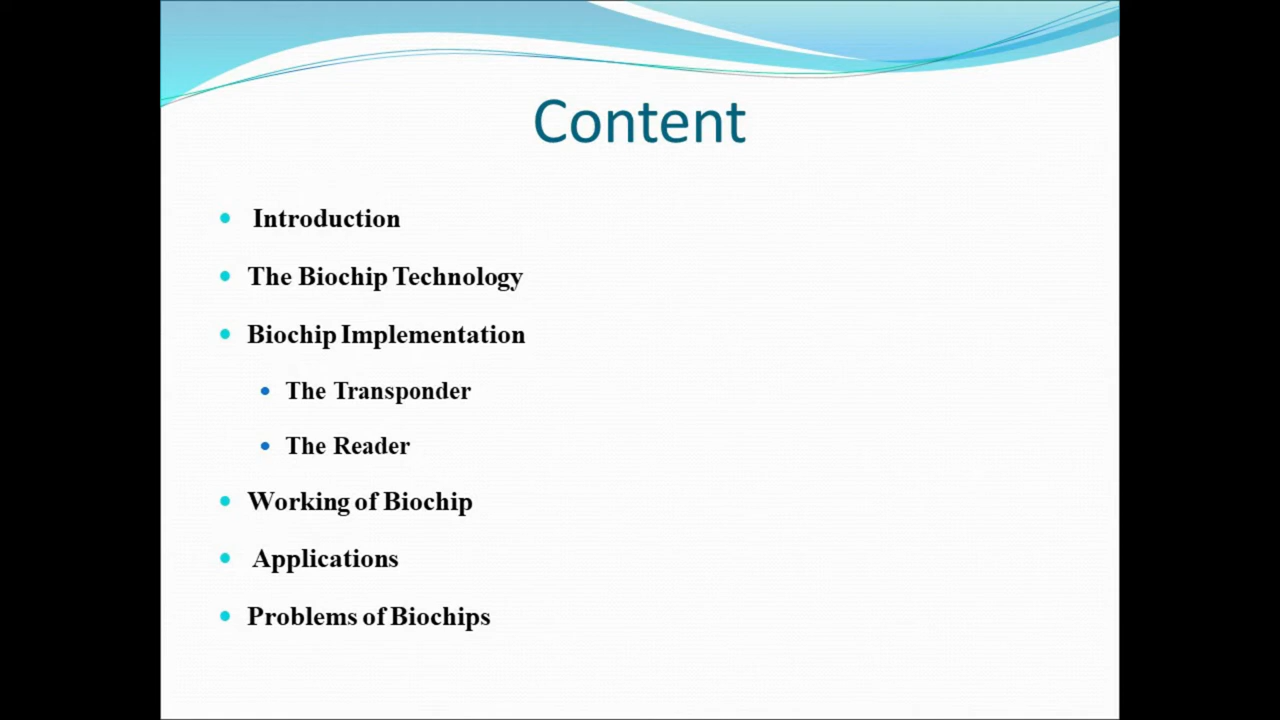 Content
Introduction
The Biochip Technology
Biochip Implementation
The Transponder
The Reader
Working of Biochip
Applications
Problems of Biochips